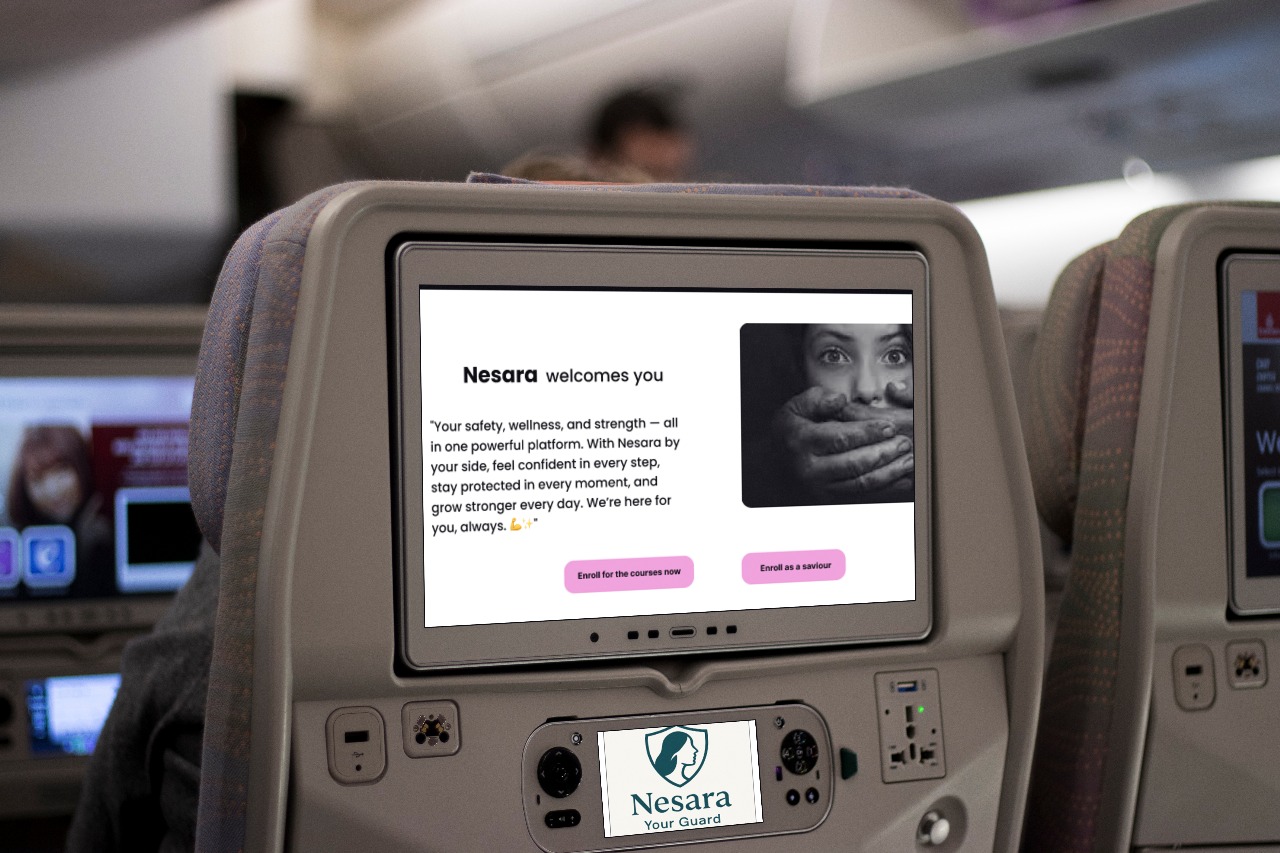 Nesara welcomes you
"Your safety, wellness, and strength — all
in one powerful platform. With Nesara by
your side, feel confident in every step,
stay protected in every moment, and
grow stronger every day. We're here for
you, always. 💪✨"
Enroll for the courses now
Enroll as a saviour
Nesara
Your Guard